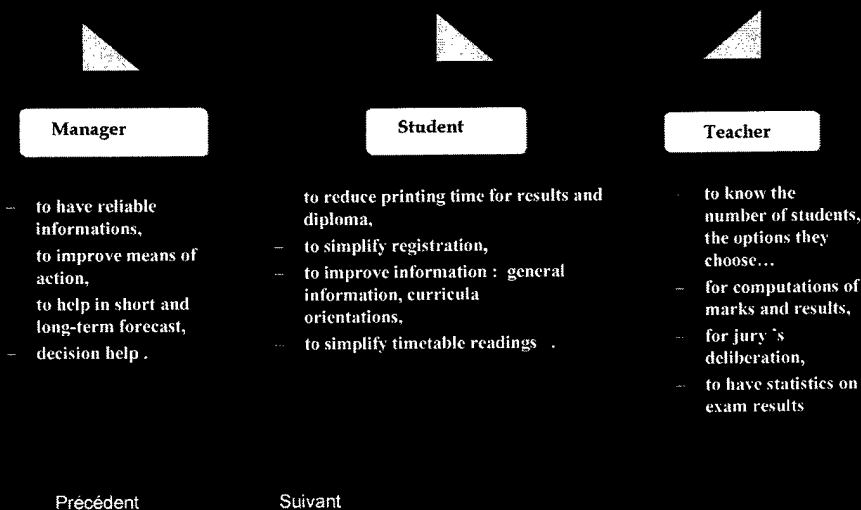 Manager
– to have reliable
informations,
to improve means of
action,
to help in short and
long-term forecast,
– decision help .
Student
to reduce printing time for results and
diploma,
– to simplify registration,
– to improve information : general
information, curricula
orientations,
– to simplify timetable readings .
Teacher
to know the
number of students,
the options they
choose...
– for computations of
marks and results,
– for jury `s
deliberation,
– to have statistics on
exam results
Précédent
Suivant